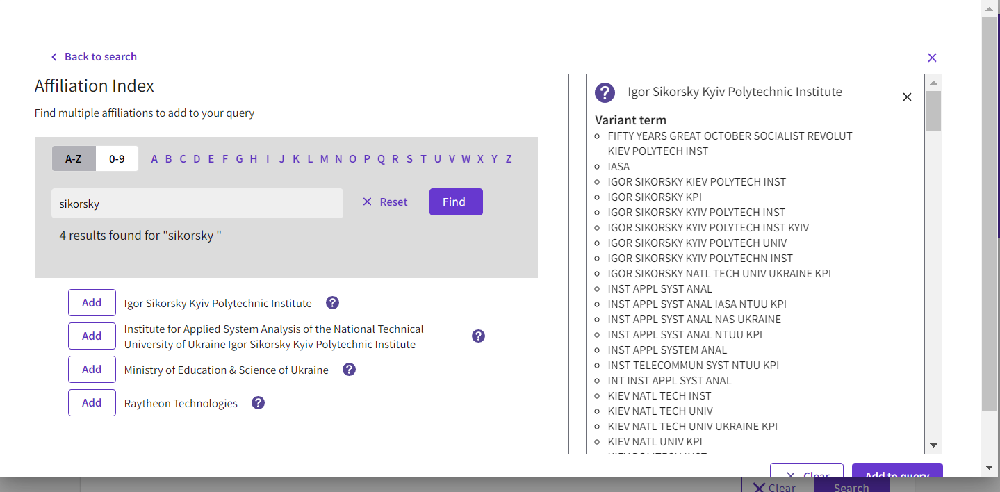 Back to search
Affiliation Index
Find multiple affiliations to add to your query
A-Z 0-9 A B C D E F G H I J K L M N O P Q R S T U V W X Y Z
sikorsky
Reset
Find
4 results found for "sikorsky "
Add Igor Sikorsky Kyiv Polytechnic Institute ?
Add Institute for Applied System Analysis of the National Technical
University of Ukraine Igor Sikorsky Kyiv Polytechnic Institute ?
Add Ministry of Education & Science of Ukraine ?
Add Raytheon Technologies ?
? Igor Sikorsky Kyiv Polytechnic Institute
Variant term
FIFTY YEARS GREAT OCTOBER SOCIALIST REVOLUT
KIEV POLYTECH INST
IASA
IGOR SIKORSKY KIEV POLYTECH INST
IGOR SIKORSKY KPI
IGOR SIKORSKY KYIV POLYTECH INST
IGOR SIKORSKY KYIV POLYTECH INST KYIV
IGOR SIKORSKY KYIV POLYTECH UNIV
IGOR SIKORSKY KYIV POLYTECHN INST
IGOR SIKORSKY NATL TECH UNIV UKRAINE KPI
INST APPL SYST ANAL
INST APPL SYST ANAL IASA NTUU KPI
INST APPL SYST ANAL NAS UKRAINE
INST APPL SYST ANAL NTUU KPI
INST APPL SYSTEM ANAL
INST TELECOMMUN SYST NTUU KPI
INT INST APPL SYST ANAL
KIEV NATL TECH INST
KIEV NATL TECH UNIV
KIEV NATL TECH UNIV UKRAINE KPI
KIEV NATL UNIV KPI
Clear
Add to query
Clear
Search